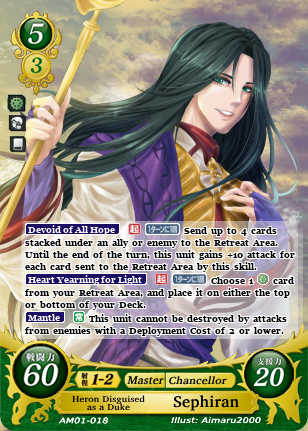 5
3
Devoid of All Hope 起 1ターンに1回 Send up to 4 cards
stacked under an ally or enemy to the Retreat Area.
Until the end of the turn, this unit gains +10 attack for
each card sent to the Retreat Area by this skill.
Heart Yearning for Light 起 1ターンに1回 Choose 1 card
from your Retreat Area, and place it on either the top
or bottom of your Deck.
Mantle 常 This unit cannot be destroyed by attacks
from enemies with a Deployment Cost of 2 or lower.
戦闘力
60
射程 1-2 Master Chancellor
支援力
20
Heron Disguised
as a Duke
Sephiran
AM01-018
Illust: Aimaru2000